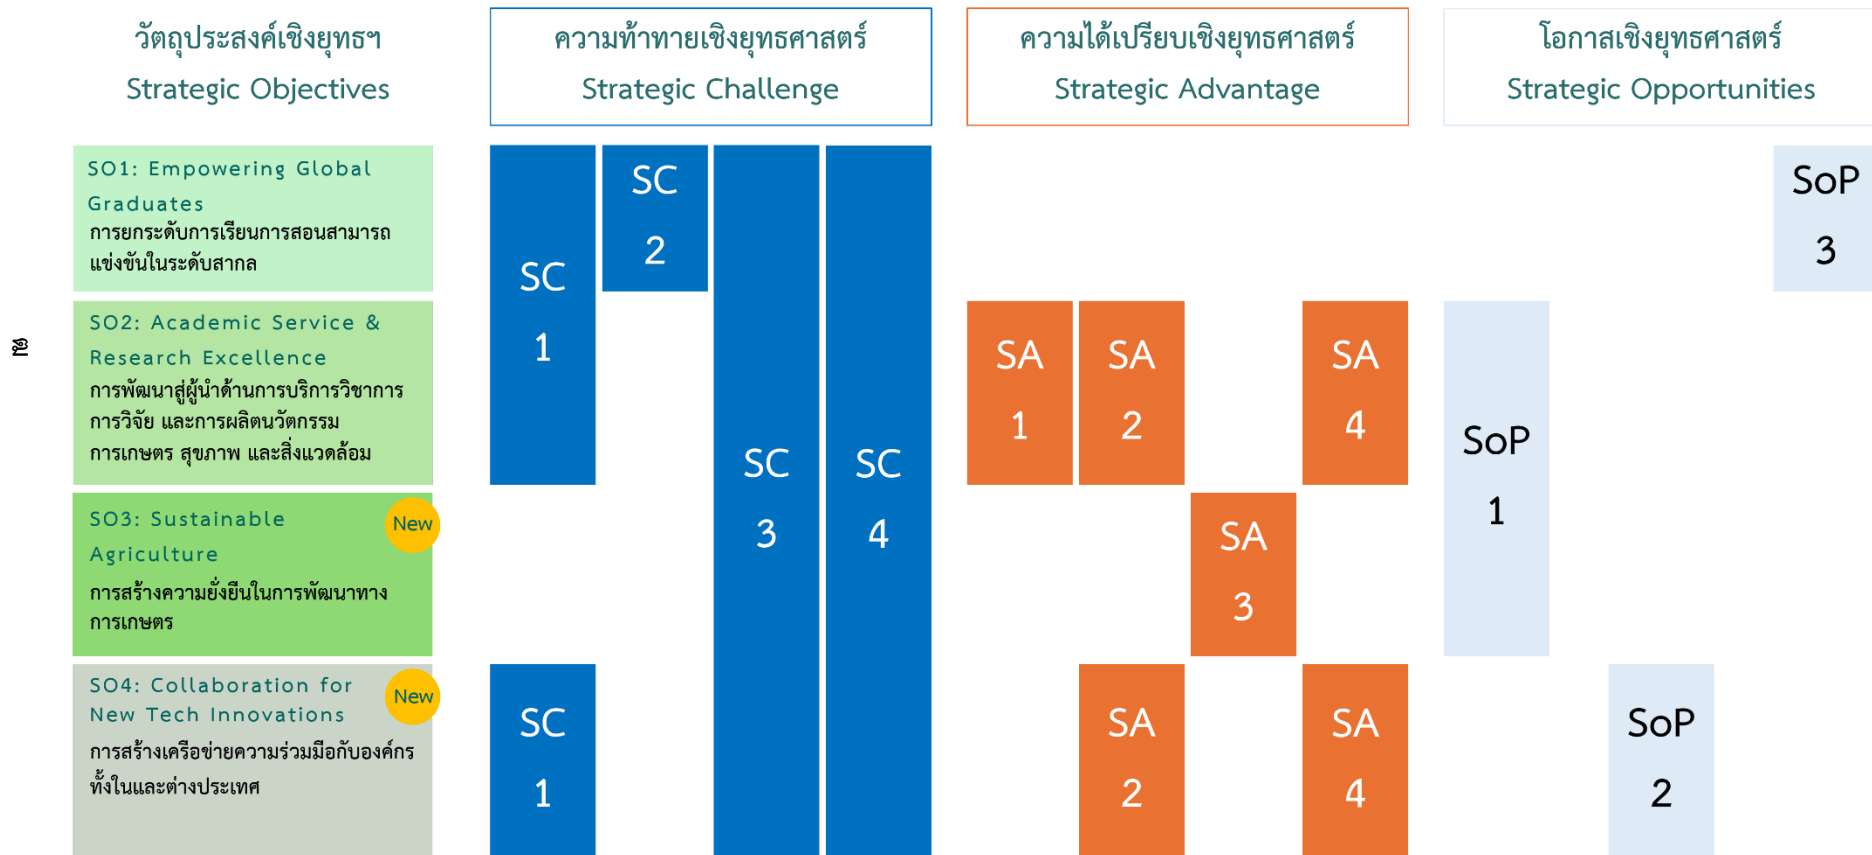 วัตถุประสงค์เชิงยุทธฯ
Strategic Objectives
ความท้าทายเชิงยุทธศาสตร์
Strategic Challenge
ความได้เปรียบเชิงยุทธศาสตร์
Strategic Advantage
โอกาสเชิงยุทธศาสตร์
Strategic Opportunities
SO1: Empowering Global
Graduates
การยกระดับการเรียนการสอนสามารถ
แข่งขันในระดับสากล
SC
1
SC
2
SC
3
SC
4
SoP
3
SO2: Academic Service &
Research Excellence
การพัฒนาสู่ผู้นำด้านการบริการวิชาการ
การวิจัย และการผลิตนวัตกรรม
การเกษตร สุขภาพ และสิ่งแวดล้อม
SA
1
SA
2
SA
4
SoP
1
SO3: Sustainable
Agriculture
New
การสร้างความยั่งยืนในการพัฒนาทาง
การเกษตร
SA
3
SO4: Collaboration for
New Tech Innovations
New
การสร้างเครือข่ายความร่วมมือกับองค์กร
ทั้งในและต่างประเทศ
SC
1
SA
2
SA
4
SoP
2